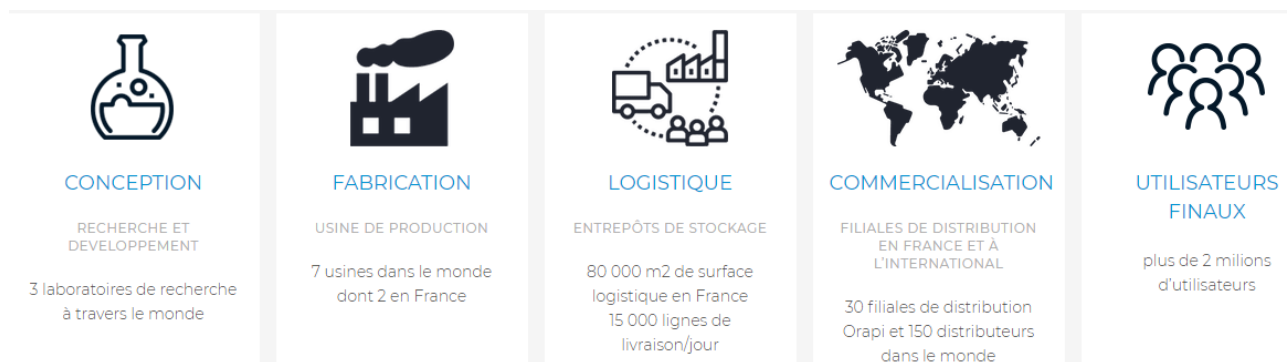 CONCEPTION
RECHERCHE ET
DEVELOPPEMENT
3 laboratoires de recherche
à travers le monde
FABRICATION
USINE DE PRODUCTION
7 usines dans le monde
dont 2 en France
LOGISTIQUE
ENTREPÔTS DE STOCKAGE
80 000 m2 de surface
logistique en France
15 000 lignes de
livraison/jour
COMMERCIALISATION
FILIALES DE DISTRIBUTION
EN FRANCE ET À
L'INTERNATIONAL
30 filiales de distribution
Orapi et 150 distributeurs
dans le monde
UTILISATEURS
FINAUX
plus de 2 milions
d'utilisateurs